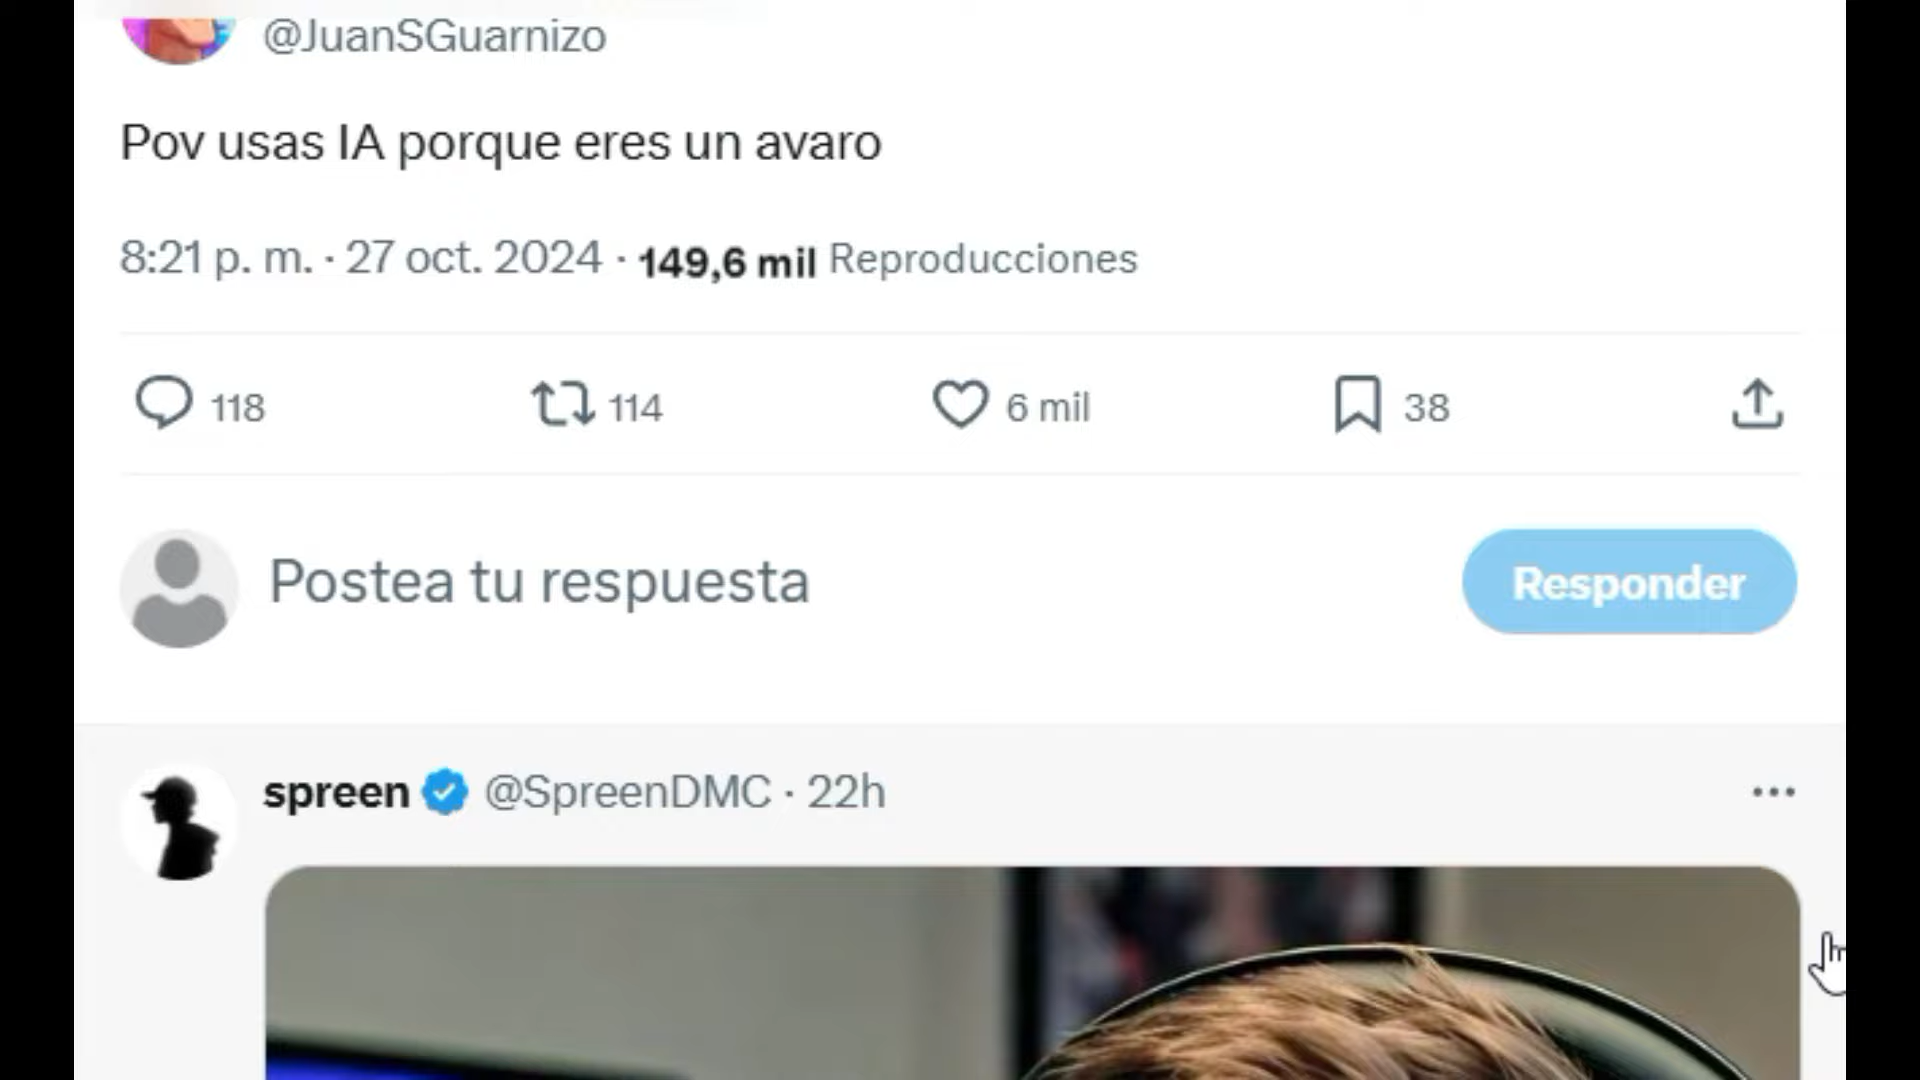 @JuanSGuarnizo
Pov usas IA porque eres un avaro
8:21 p. m. · 27 oct. 2024 · 149,6 mil Reproducciones
118 114 6 mil 38
Postea tu respuesta Responder
spreen @SpreenDMC · 22h